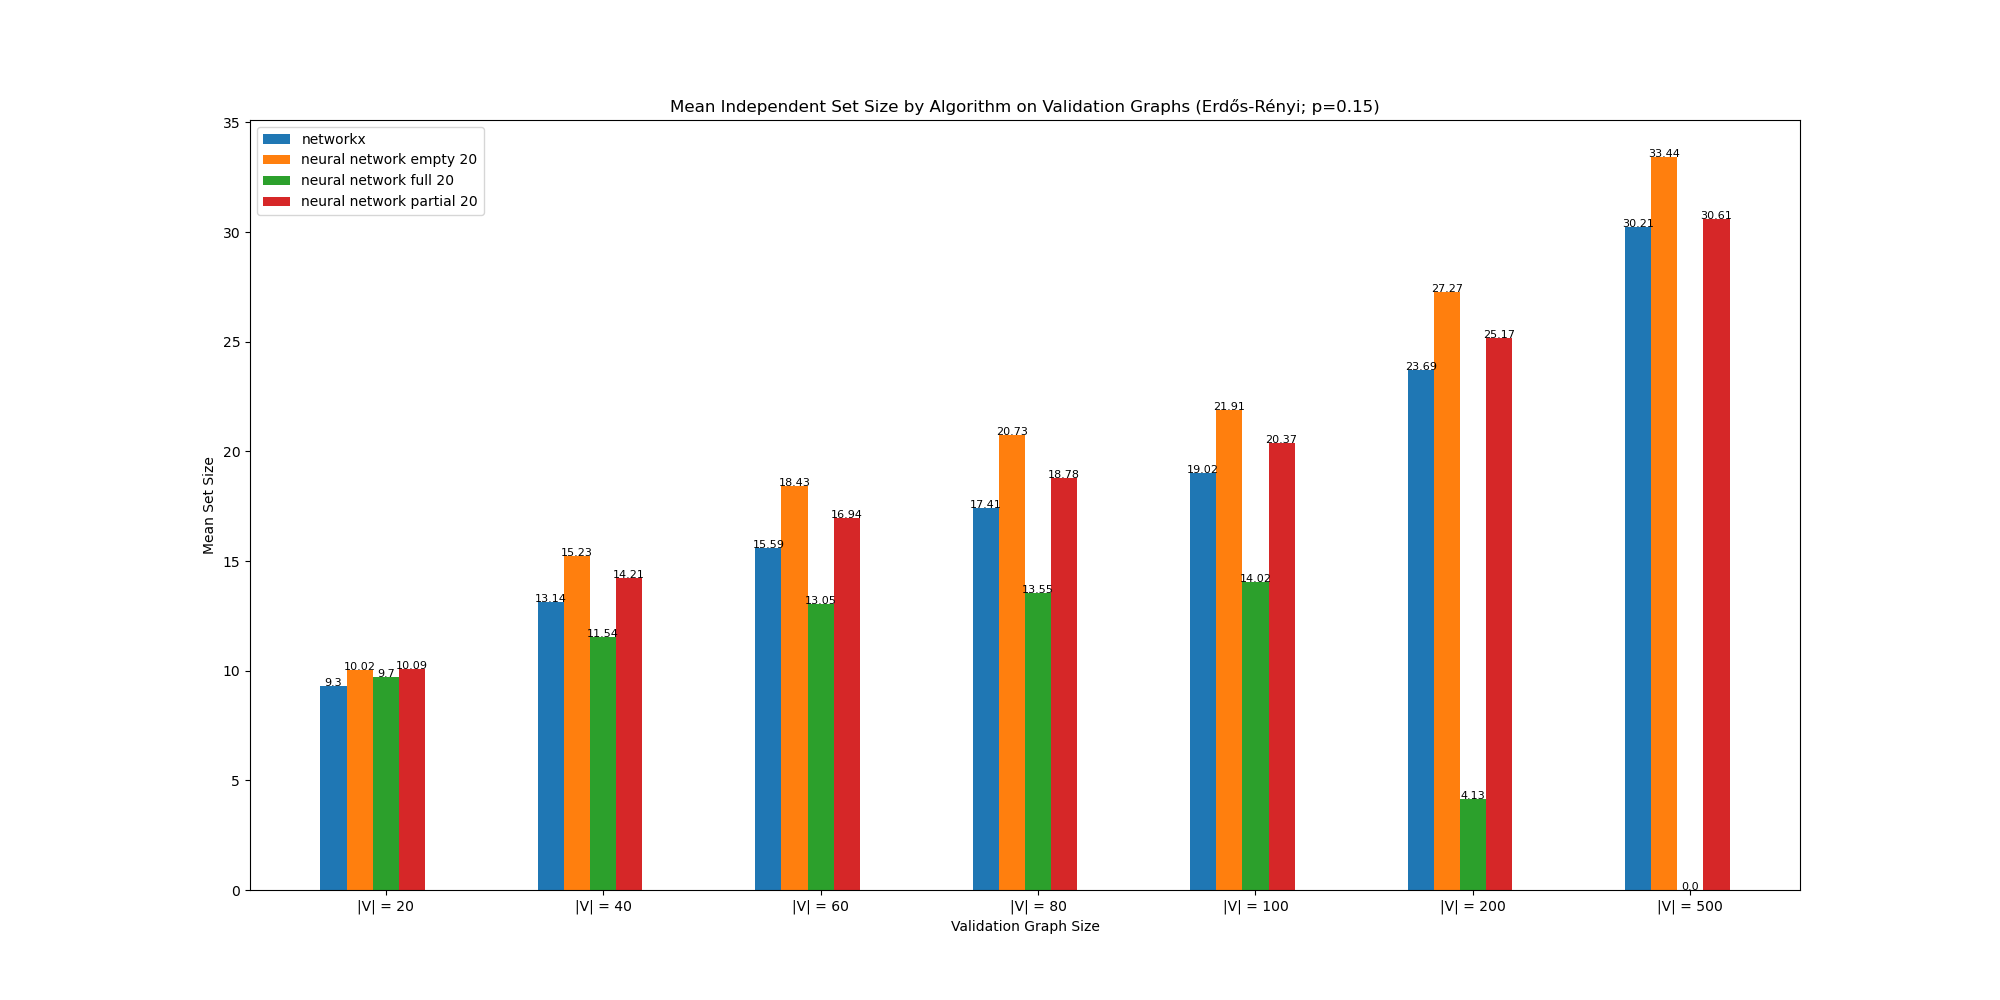 Mean Independent Set Size by Algorithm on Validation Graphs (Erdős-Rényi; p=0.15)
networkx
neural network empty 20
neural network full 20
neural network partial 20
Mean Set Size
35
30
25
20
15
10
5
0
9.3
10.02
9.7
10.09
13.14
15.23
11.54
14.21
15.59
18.43
13.05
16.94
17.41
20.73
13.55
18.78
19.02
21.91
14.02
20.37
23.69
27.27
4.13
25.17
30.21
33.44
0.0
30.61
|V| = 20
|V| = 40
|V| = 60
|V| = 80
|V| = 100
|V| = 200
|V| = 500
Validation Graph Size